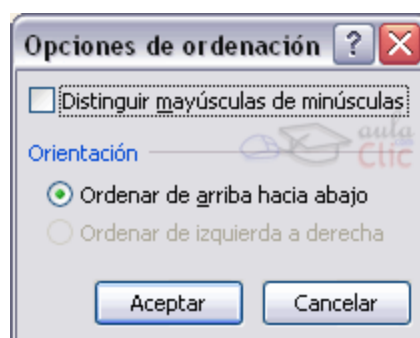 Opciones de ordenación ?
Distinguir mayúsculas de minúsculas
aula
Clic
Orientación
Ordenar de arriba hacia abajo
Ordenar de izquierda a derecha
Aceptar Cancelar